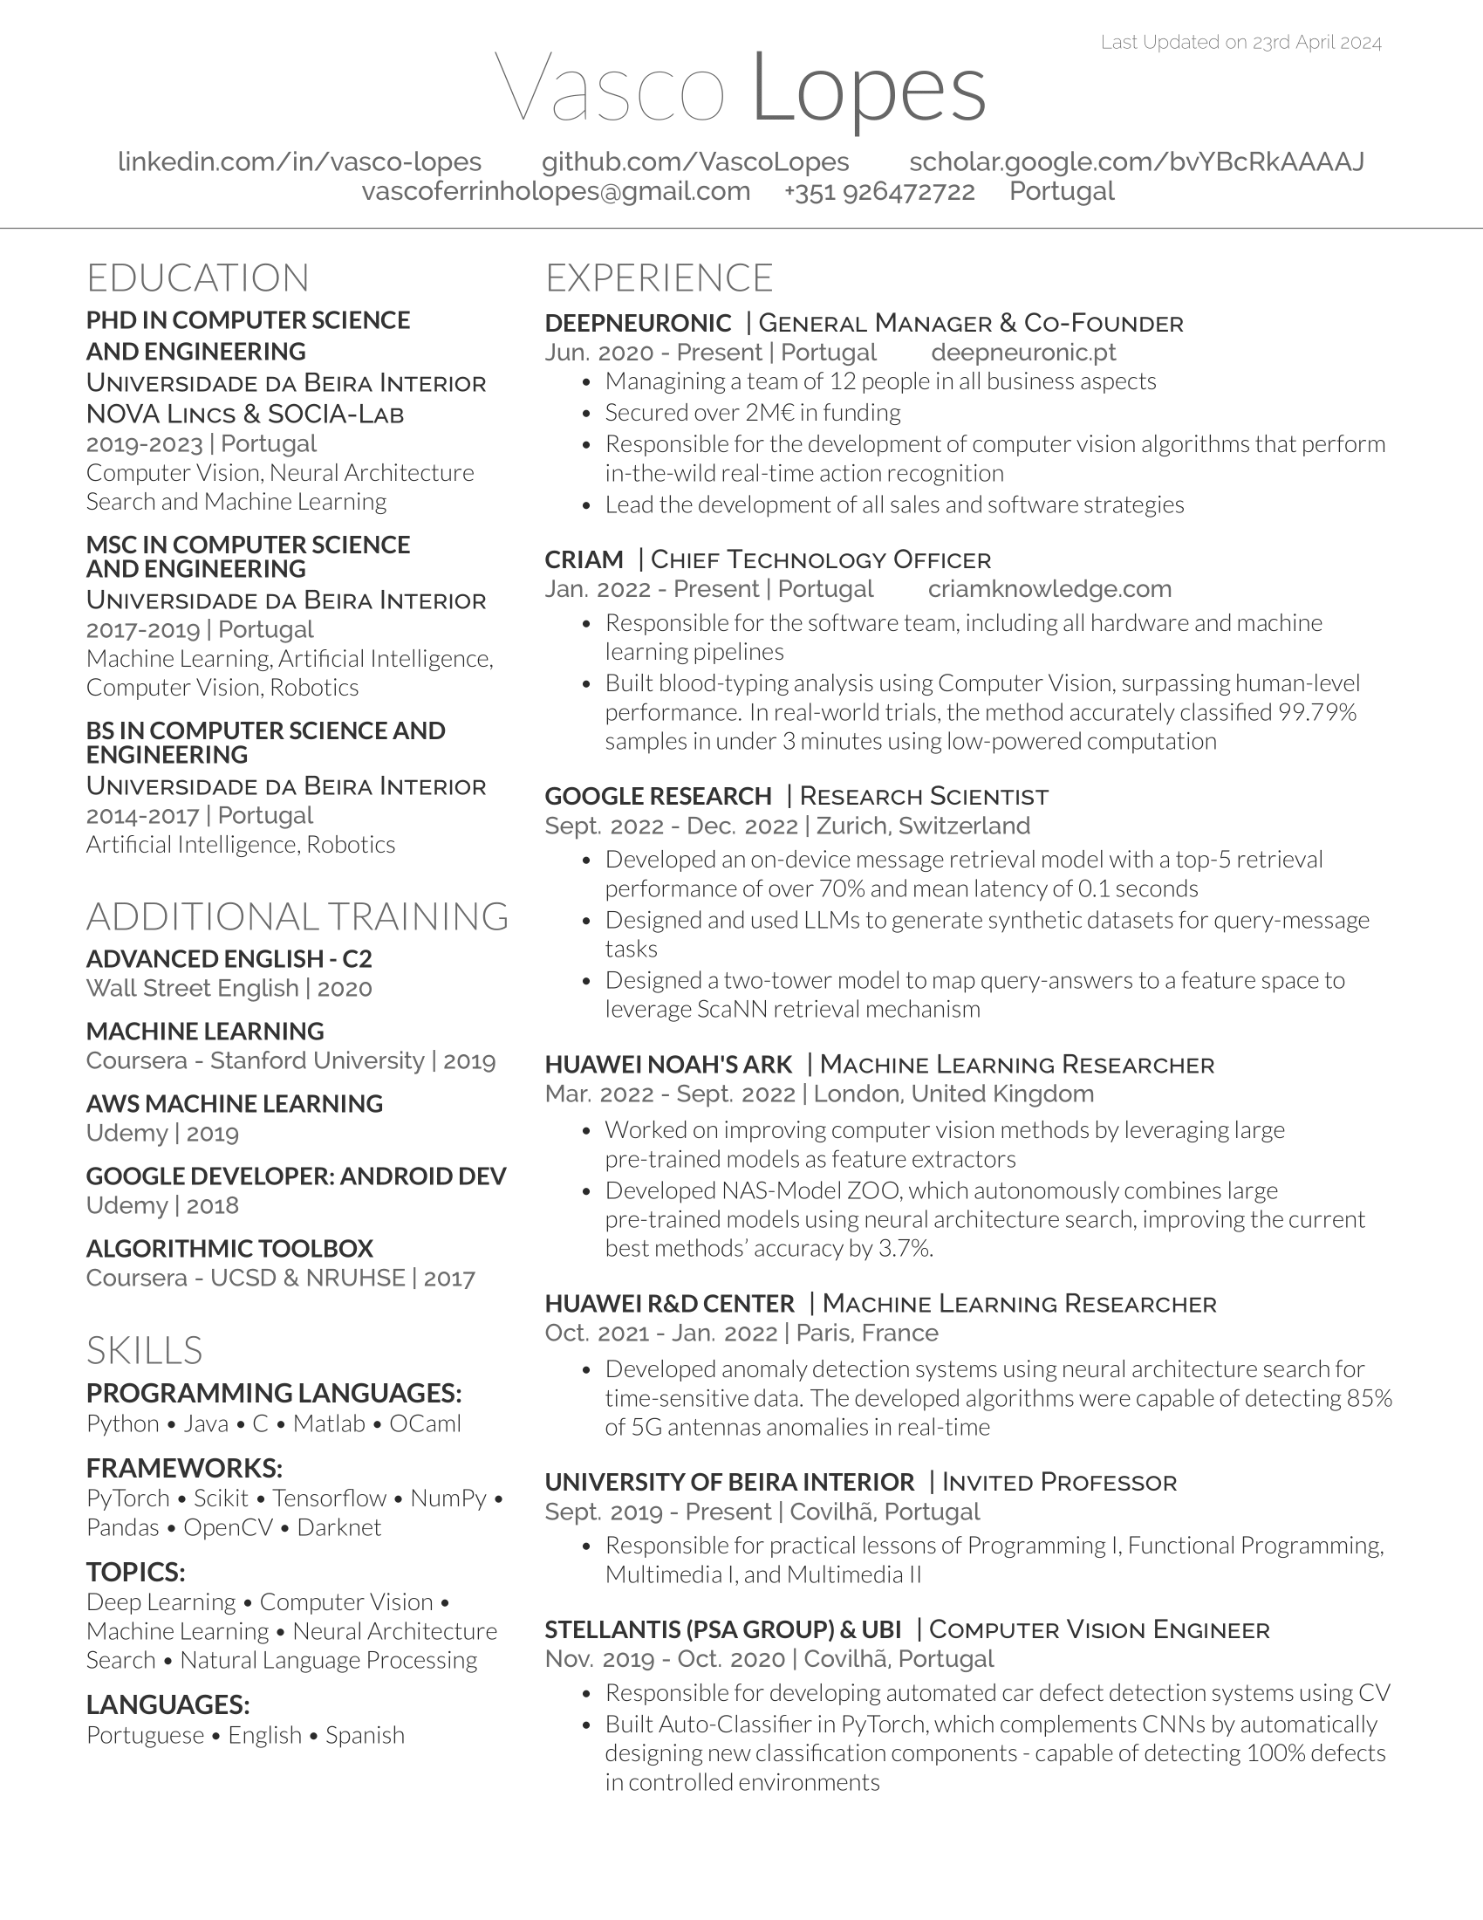 Last Updated on 23rd April 2024
Vasco Lopes
linkedin.com/in/vasco-lopes github.com/VascoLopes scholar.google.com/bvYBcRkAAAAJ
vascoferrinholopes@gmail.com +351 926472722 Portugal
EDUCATION
PHD IN COMPUTER SCIENCE
AND ENGINEERING
Universidade da Beira Interior
NOVA Lincs & SOCIA-Lab
2019-2023 | Portugal
Computer Vision, Neural Architecture
Search and Machine Learning
MSC IN COMPUTER SCIENCE
AND ENGINEERING
Universidade da Beira Interior
2017-2019 | Portugal
Machine Learning, Artificial Intelligence,
Computer Vision, Robotics
BS IN COMPUTER SCIENCE AND
ENGINEERING
Universidade da Beira Interior
2014-2017 | Portugal
Artificial Intelligence, Robotics
ADDITIONAL TRAINING
ADVANCED ENGLISH - C2
Wall Street English | 2020
MACHINE LEARNING
Coursera - Stanford University | 2019
AWS MACHINE LEARNING
Udemy | 2019
GOOGLE DEVELOPER: ANDROID DEV
Udemy | 2018
ALGORITHMIC TOOLBOX
Coursera - UCSD & NRUHSE | 2017
SKILLS
PROGRAMMING LANGUAGES:
Python • Java • C • Matlab • OCaml
FRAMEWORKS:
PyTorch • Scikit • Tensorflow • NumPy •
Pandas • OpenCV • Darknet
TOPICS:
Deep Learning • Computer Vision •
Machine Learning • Neural Architecture
Search • Natural Language Processing
LANGUAGES:
Portuguese • English • Spanish
EXPERIENCE
DEEPNEURONIC | General Manager & Co-Founder
Jun. 2020 - Present | Portugal deepneuronic.pt
• Managining a team of 12 people in all business aspects
• Secured over 2M€ in funding
• Responsible for the development of computer vision algorithms that perform
in-the-wild real-time action recognition
• Lead the development of all sales and software strategies
CRIAM | Chief Technology Officer
Jan. 2022 - Present | Portugal criamknowledge.com
• Responsible for the software team, including all hardware and machine
learning pipelines
• Built blood-typing analysis using Computer Vision, surpassing human-level
performance. In real-world trials, the method accurately classified 99.79%
samples in under 3 minutes using low-powered computation
GOOGLE RESEARCH | Research Scientist
Sept. 2022 - Dec. 2022 | Zurich, Switzerland
• Developed an on-device message retrieval model with a top-5 retrieval
performance of over 70% and mean latency of 0.1 seconds
• Designed and used LLMs to generate synthetic datasets for query-message
tasks
• Designed a two-tower model to map query-answers to a feature space to
leverage ScaNN retrieval mechanism
HUAWEI NOAH'S ARK | Machine Learning Researcher
Mar. 2022 - Sept. 2022 | London, United Kingdom
• Worked on improving computer vision methods by leveraging large
pre-trained models as feature extractors
• Developed NAS-Model ZOO, which autonomously combines large
pre-trained models using neural architecture search, improving the current
best methods’ accuracy by 3.7%.
HUAWEI R&D CENTER | Machine Learning Researcher
Oct. 2021 - Jan. 2022 | Paris, France
• Developed anomaly detection systems using neural architecture search for
time-sensitive data. The developed algorithms were capable of detecting 85%
of 5G antennas anomalies in real-time
UNIVERSITY OF BEIRA INTERIOR | Invited Professor
Sept. 2019 - Present | Covilhã, Portugal
• Responsible for practical lessons of Programming I, Functional Programming,
Multimedia I, and Multimedia II
STELLANTIS (PSA GROUP) & UBI | Computer Vision Engineer
Nov. 2019 - Oct. 2020 | Covilhã, Portugal
• Responsible for developing automated car defect detection systems using CV
• Built Auto-Classifier in PyTorch, which complements CNNs by automatically
designing new classification components - capable of detecting 100% defects
in controlled environments